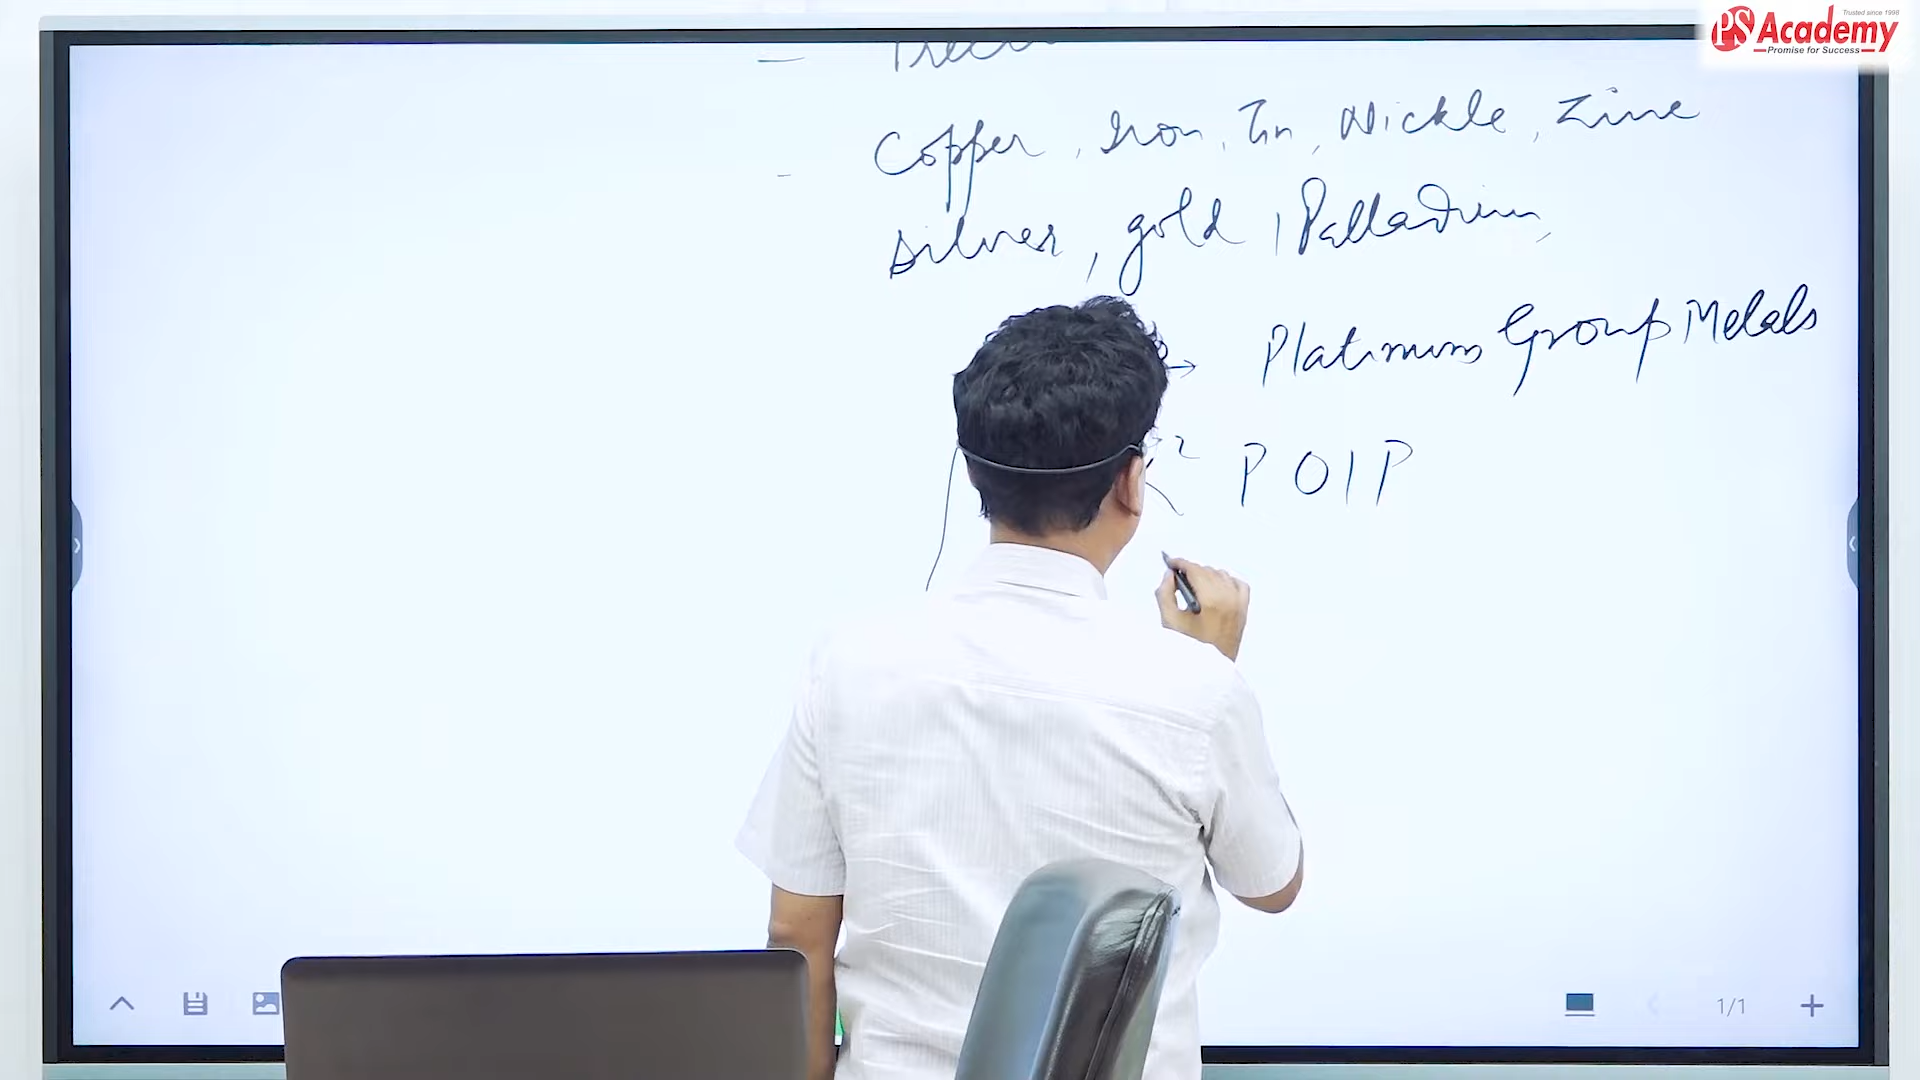 PS Academy
Trusted since 1998
Promise for Success
Copper, Iron, Tin, Nickle, Zinc
silver, gold, Palladium,
→ Platinum Group Metals
2 POIP
1/1